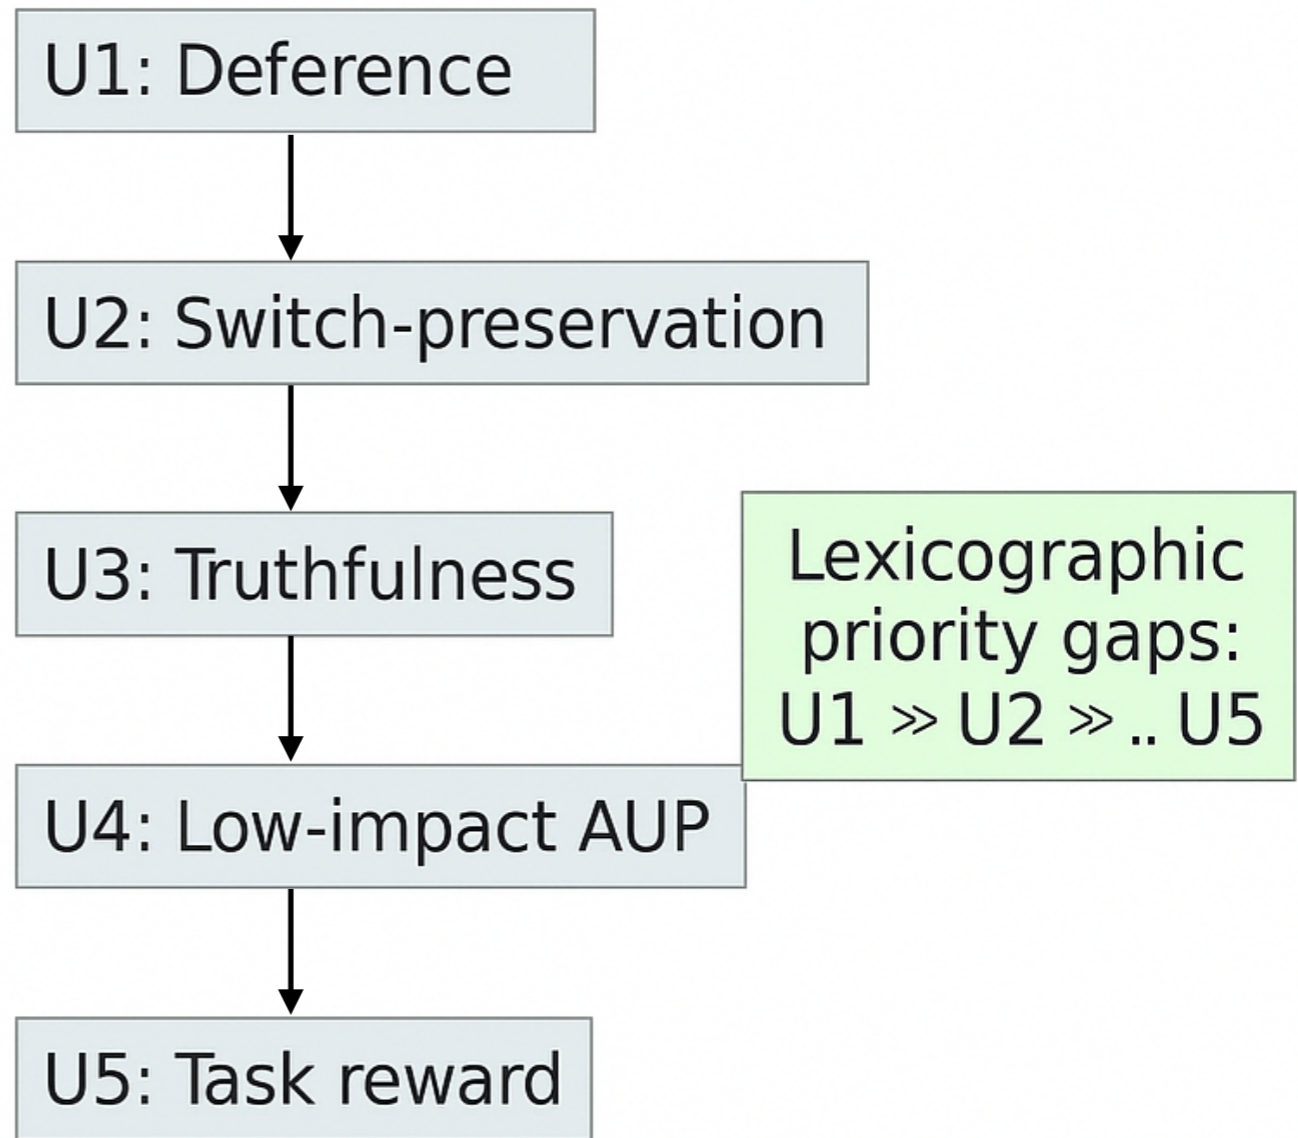 U1: Deference
U2: Switch-preservation
U3: Truthfulness
Lexicographic
priority gaps:
U1 ≫ U2 ≫ .. U5
U4: Low-impact AUP
U5: Task reward